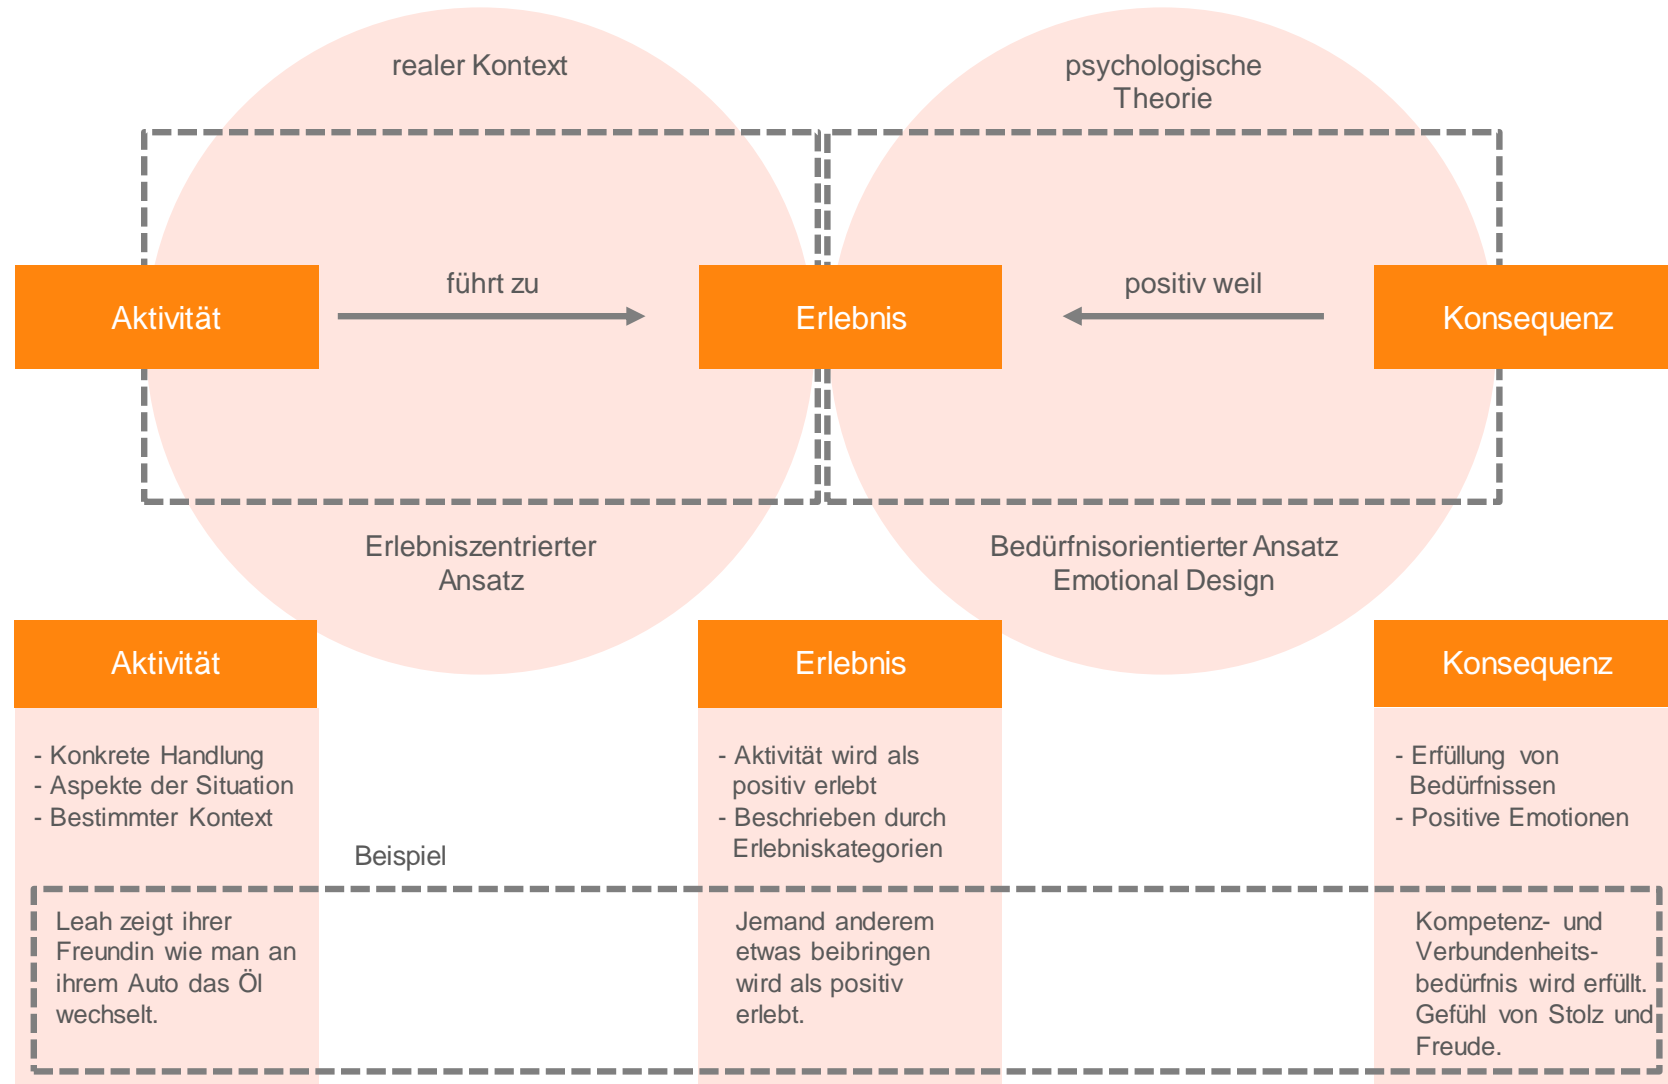 realer Kontext
psychologische
Theorie
Aktivität
führt zu
Erlebnis
positiv weil
Konsequenz
Erlebniszentrierter
Ansatz
Bedürfnisorientierter Ansatz
Emotional Design
Aktivität
- Konkrete Handlung
- Aspekte der Situation
- Bestimmter Kontext
Erlebnis
- Aktivität wird als
positiv erlebt
- Beschrieben durch
Erlebniskategorien
Konsequenz
- Erfüllung von
Bedürfnissen
- Positive Emotionen
Beispiel
Leah zeigt ihrer
Freundin wie man an
ihrem Auto das Öl
wechselt.
Jemand anderem
etwas beibringen
wird als positiv
erlebt.
Kompetenz- und
Verbundenheits-
bedürfnis wird erfüllt.
Gefühl von Stolz und
Freude.